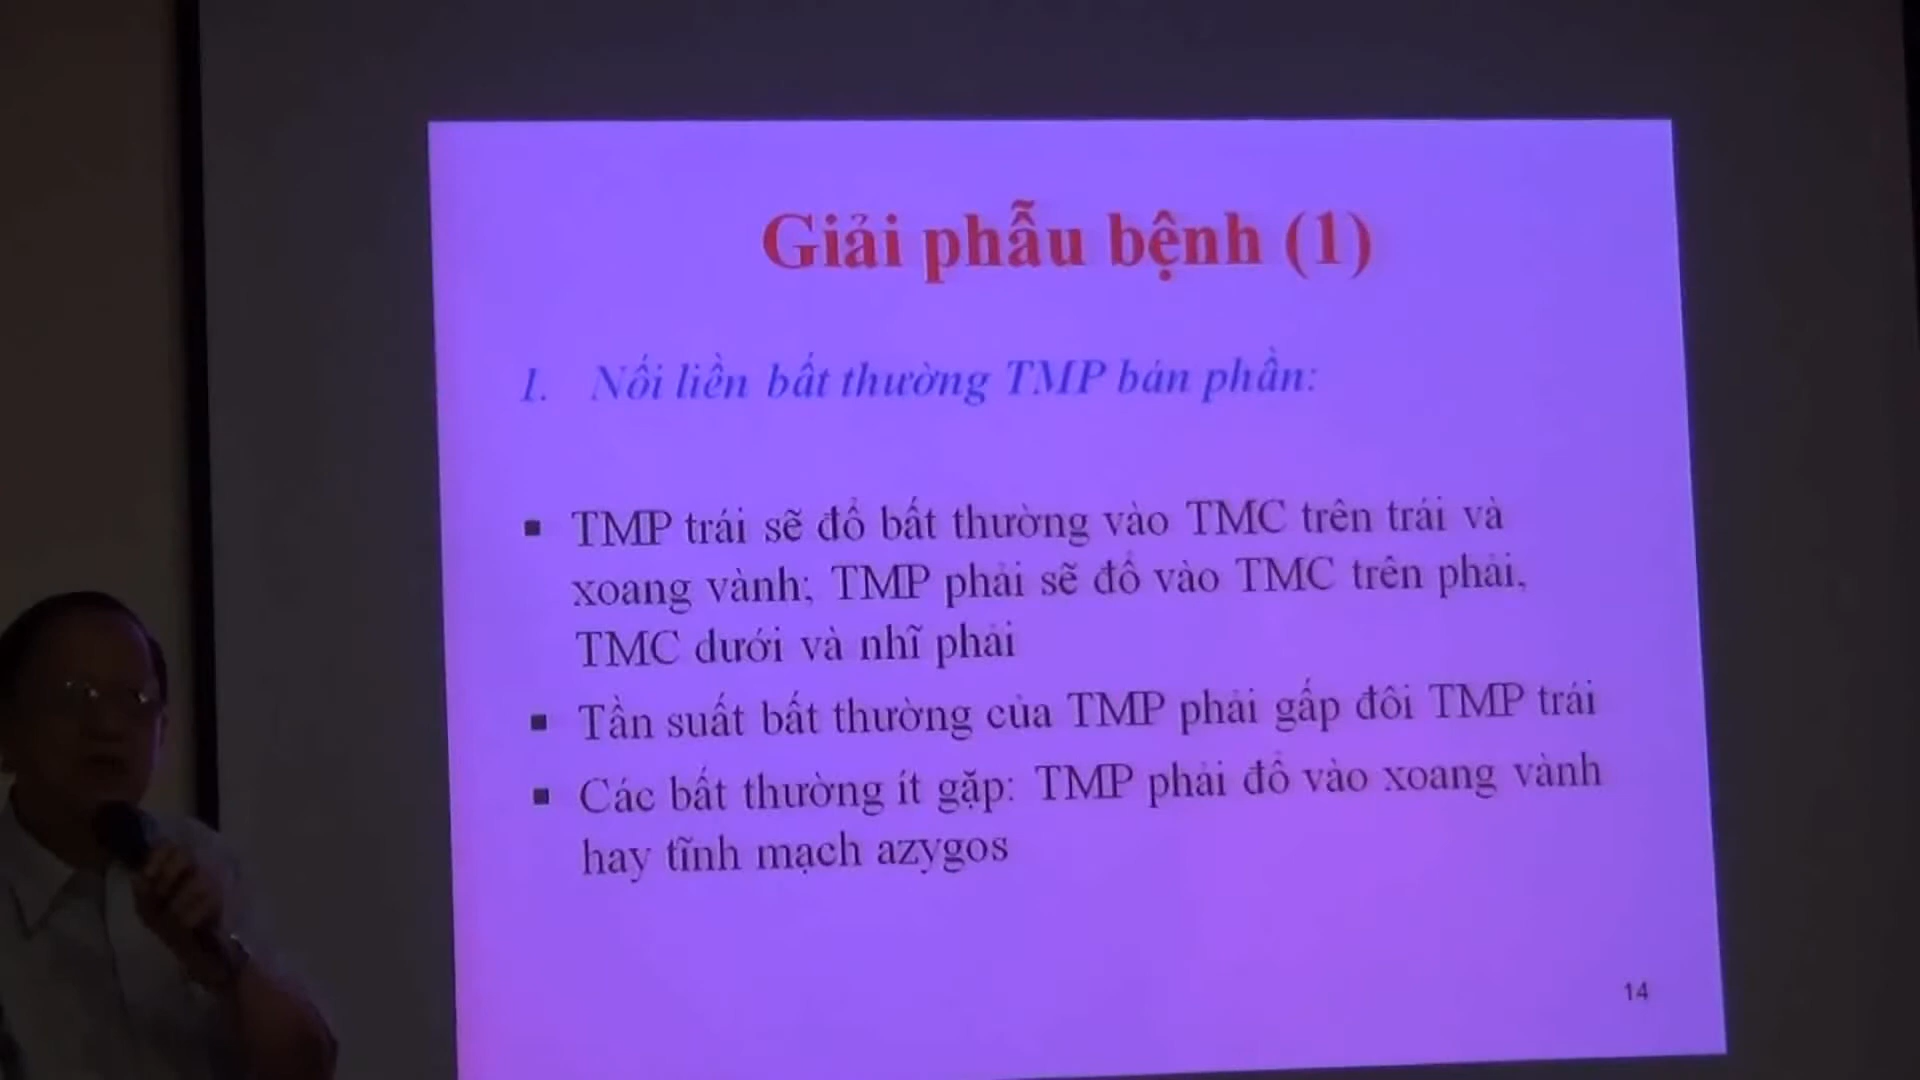 Giải phẫu bệnh (1)
1. Nối liền bất thường TMP bán phần:
▪ TMP trái sẽ đổ bất thường vào TMC trên trái và
xoang vành; TMP phải sẽ đổ vào TMC trên phải,
TMC dưới và nhĩ phải
▪ Tần suất bất thường của TMP phải gấp đôi TMP trái
▪ Các bất thường ít gặp: TMP phải đổ vào xoang vành
hay tĩnh mạch azygos
14